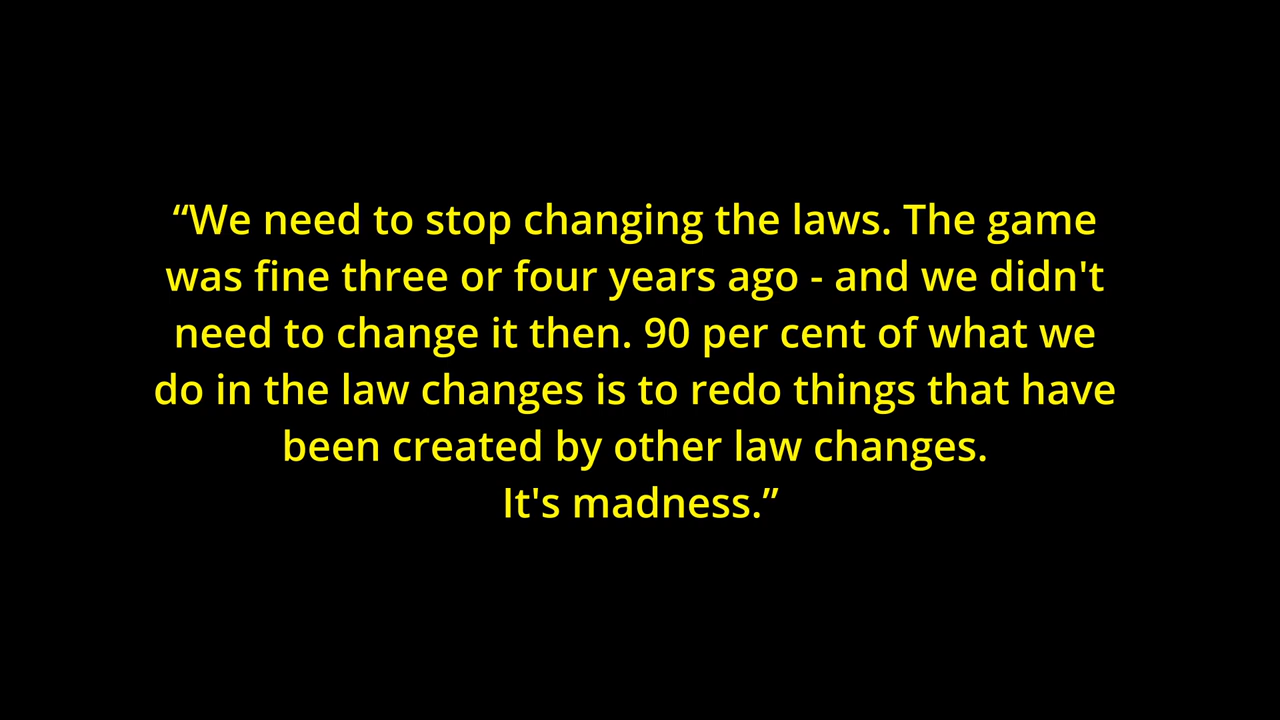 “We need to stop changing the laws. The game
was fine three or four years ago - and we didn't
need to change it then. 90 per cent of what we
do in the law changes is to redo things that have
been created by other law changes.
It's madness.”